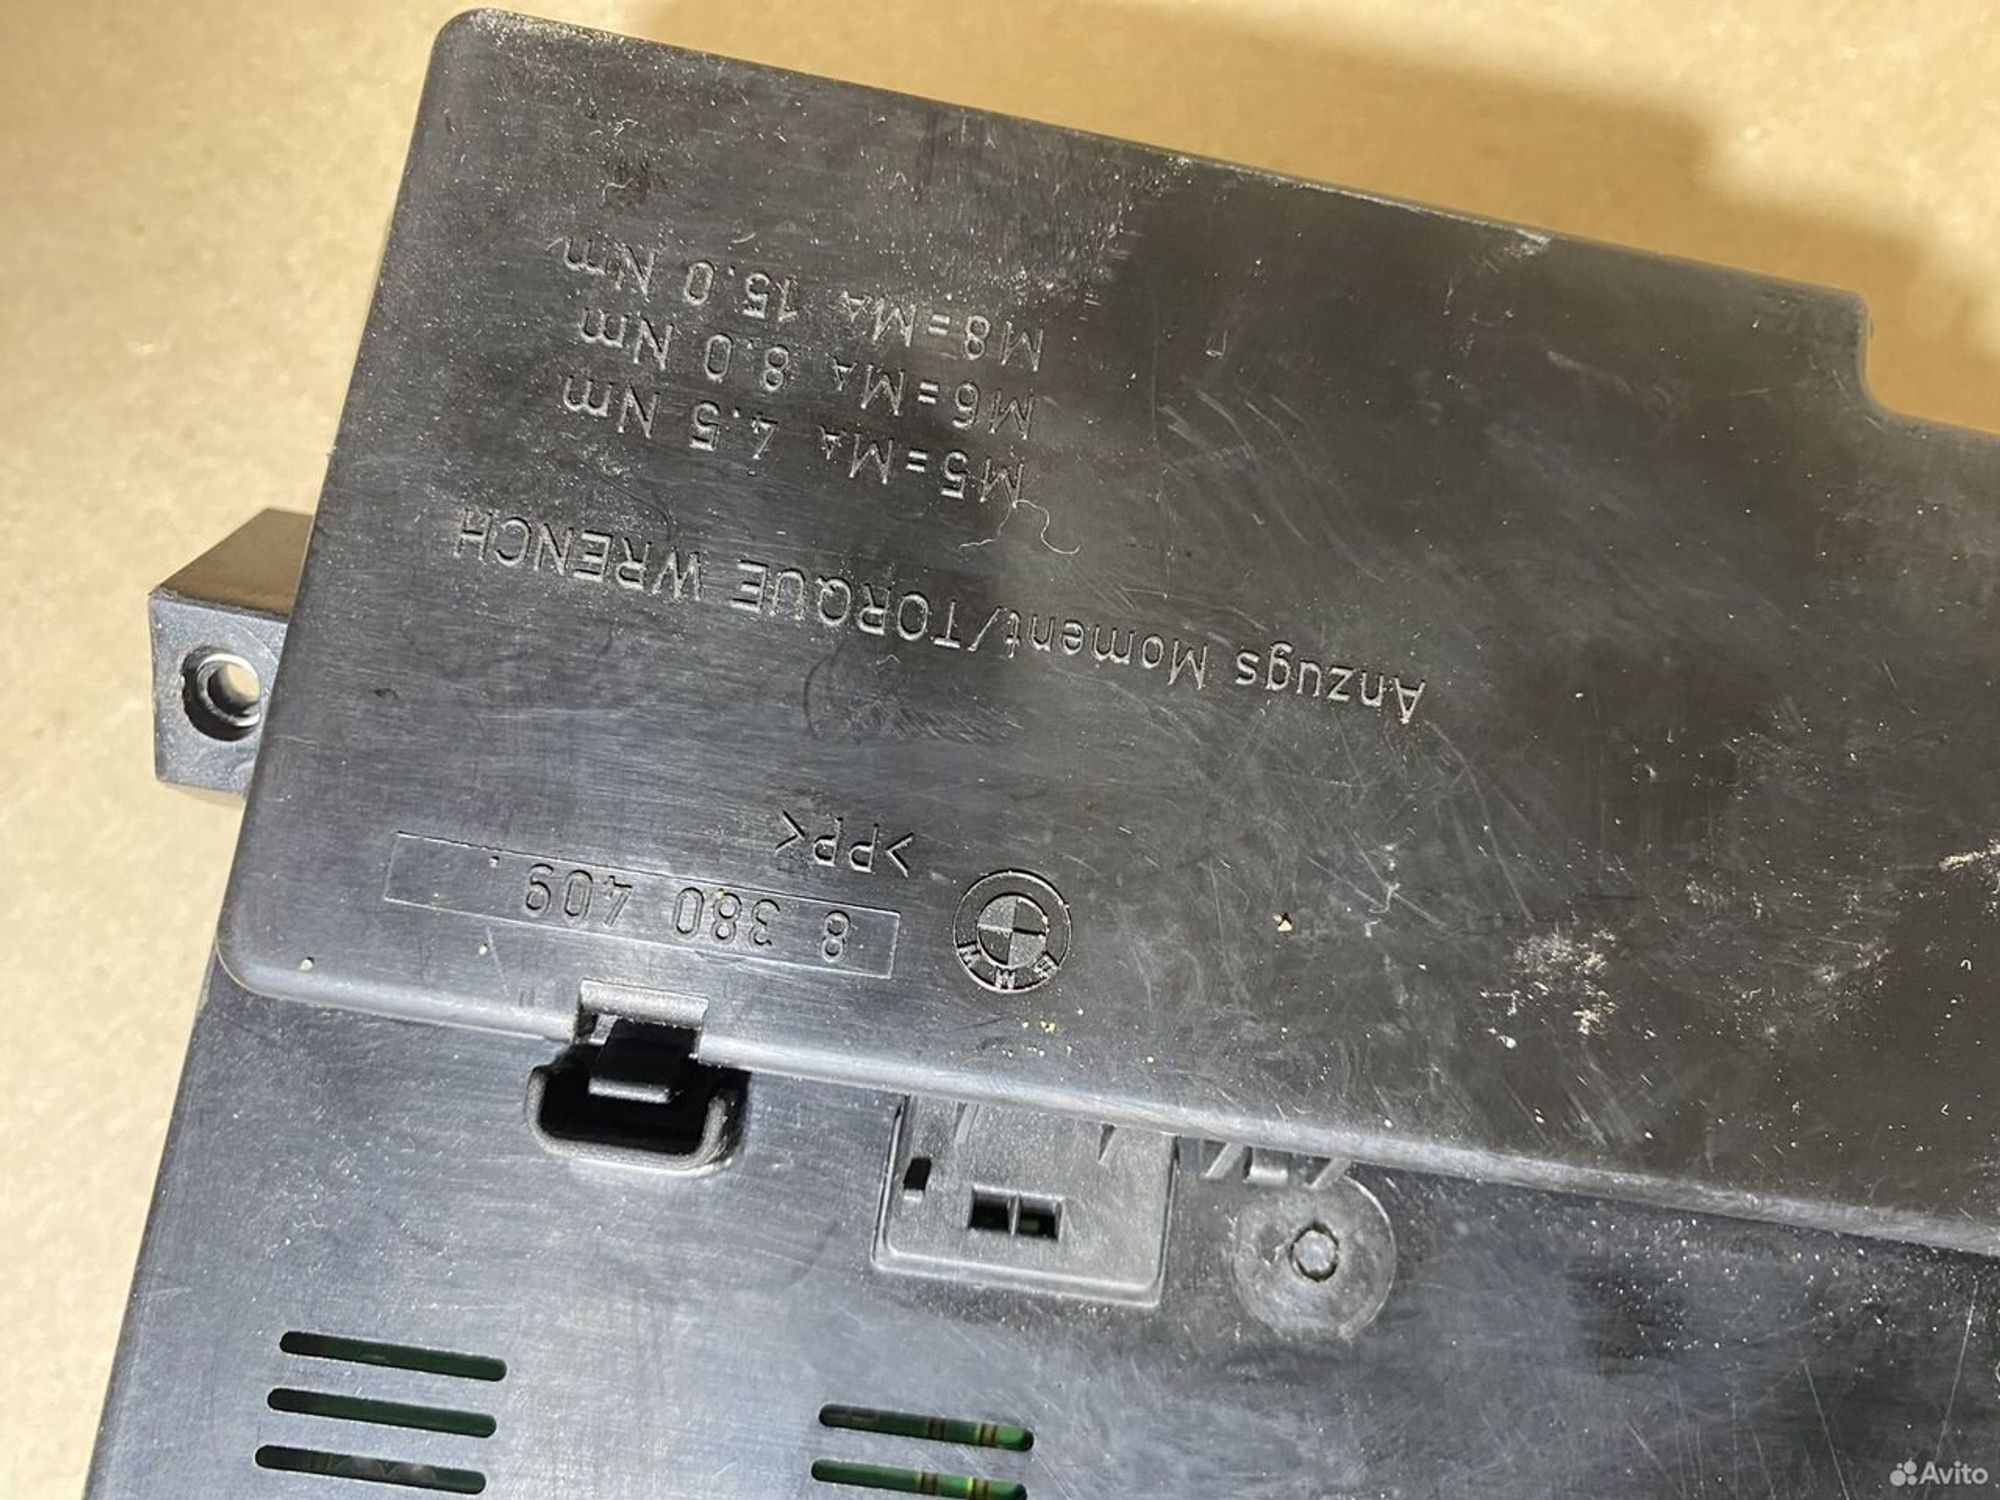 BMW
8 380 409 .
>PP<
Anzugs Moment/TORQUE WRENCH
M5=MA 4.5 Nm
M6=MA 8.0 Nm
M8=MA 15.0 Nm
Avito